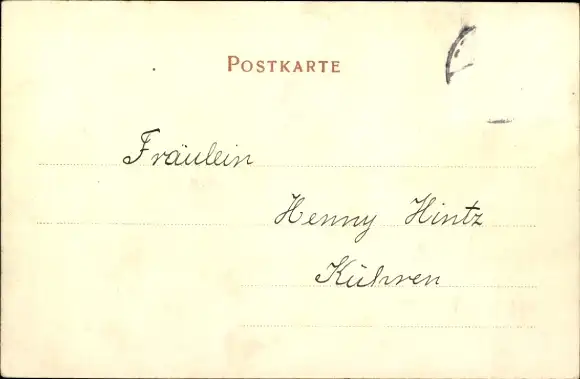 POSTKARTE
Fräulein
Henny Hintz
Kühren